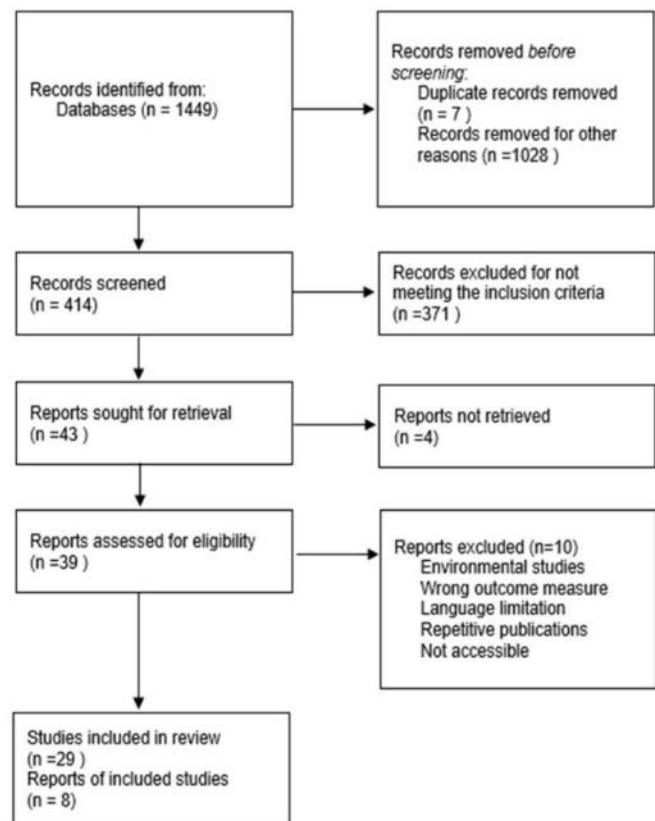 Records identified from:
Databases (n = 1449)
Records removed before
screening:
Duplicate records removed
(n = 7 )
Records removed for other
reasons (n =1028 )
Records screened
(n = 414)
Records excluded for not
meeting the inclusion criteria
(n =371 )
Reports sought for retrieval
(n =43 )
Reports not retrieved
(n =4)
Reports assessed for eligibility
(n =39 )
Reports excluded (n=10)
Environmental studies
Wrong outcome measure
Language limitation
Repetitive publications
Not accessible
Studies included in review
(n =29 )
Reports of included studies
(n = 8)